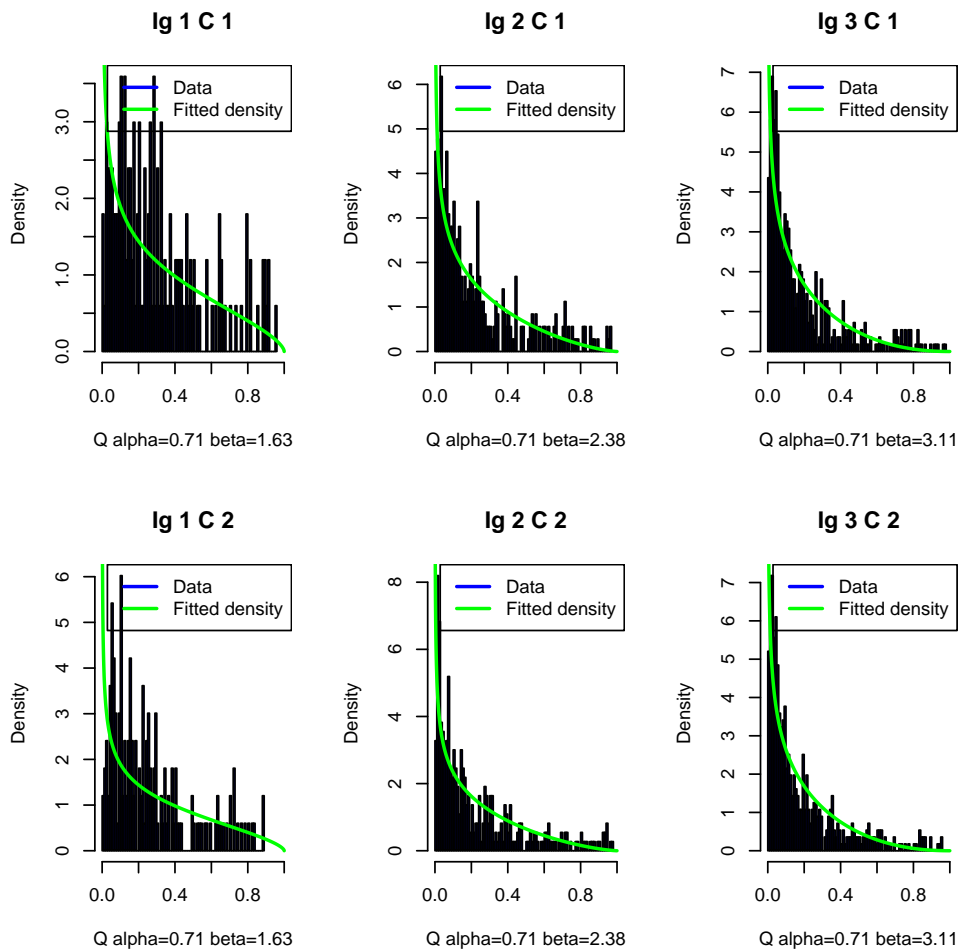 Ig 1 C 1
Data
Fitted density
Density
0.0
1.0
2.0
3.0
0.0
0.4
0.8
Q alpha=0.71 beta=1.63
Ig 2 C 1
Data
Fitted density
Density
0
1
2
3
4
5
6
0.0
0.4
0.8
Q alpha=0.71 beta=2.38
Ig 3 C 1
Data
Fitted density
Density
0
1
2
3
4
5
6
7
0.0
0.4
0.8
Q alpha=0.71 beta=3.11
Ig 1 C 2
Data
Fitted density
Density
0
1
2
3
4
5
6
0.0
0.4
0.8
Q alpha=0.71 beta=1.63
Ig 2 C 2
Data
Fitted density
Density
0
2
4
6
8
0.0
0.4
0.8
Q alpha=0.71 beta=2.38
Ig 3 C 2
Data
Fitted density
Density
0
1
2
3
4
5
6
7
0.0
0.4
0.8
Q alpha=0.71 beta=3.11